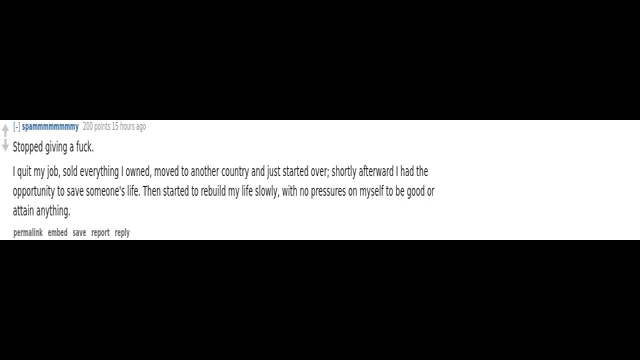 [-] spammmmmmmmy 200 points 15 hours ago
Stopped giving a fuck.
I quit my job, sold everything I owned, moved to another country and just started over; shortly afterward I had the
opportunity to save someone's life. Then started to rebuild my life slowly, with no pressures on myself to be good or
attain anything.
permalink embed save report reply